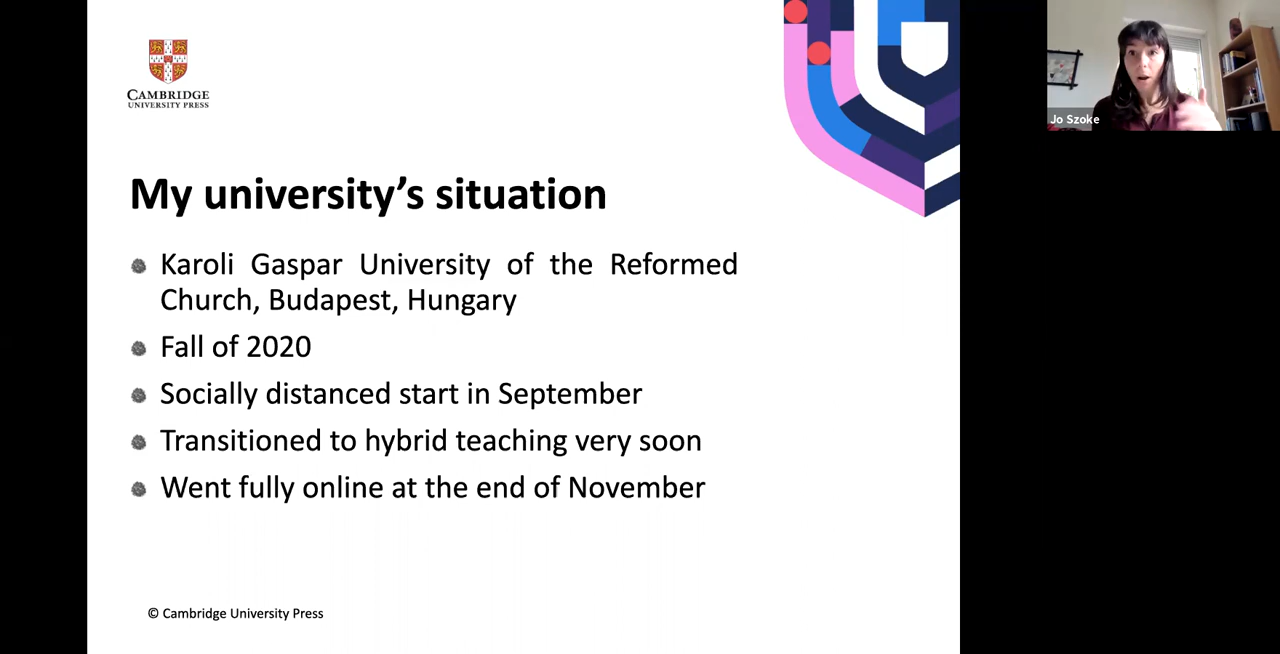 CAMBRIDGE
UNIVERSITY PRESS
Jo Szoke
My university’s situation
Karoli Gaspar University of the Reformed
Church, Budapest, Hungary
Fall of 2020
Socially distanced start in September
Transitioned to hybrid teaching very soon
Went fully online at the end of November
© Cambridge University Press